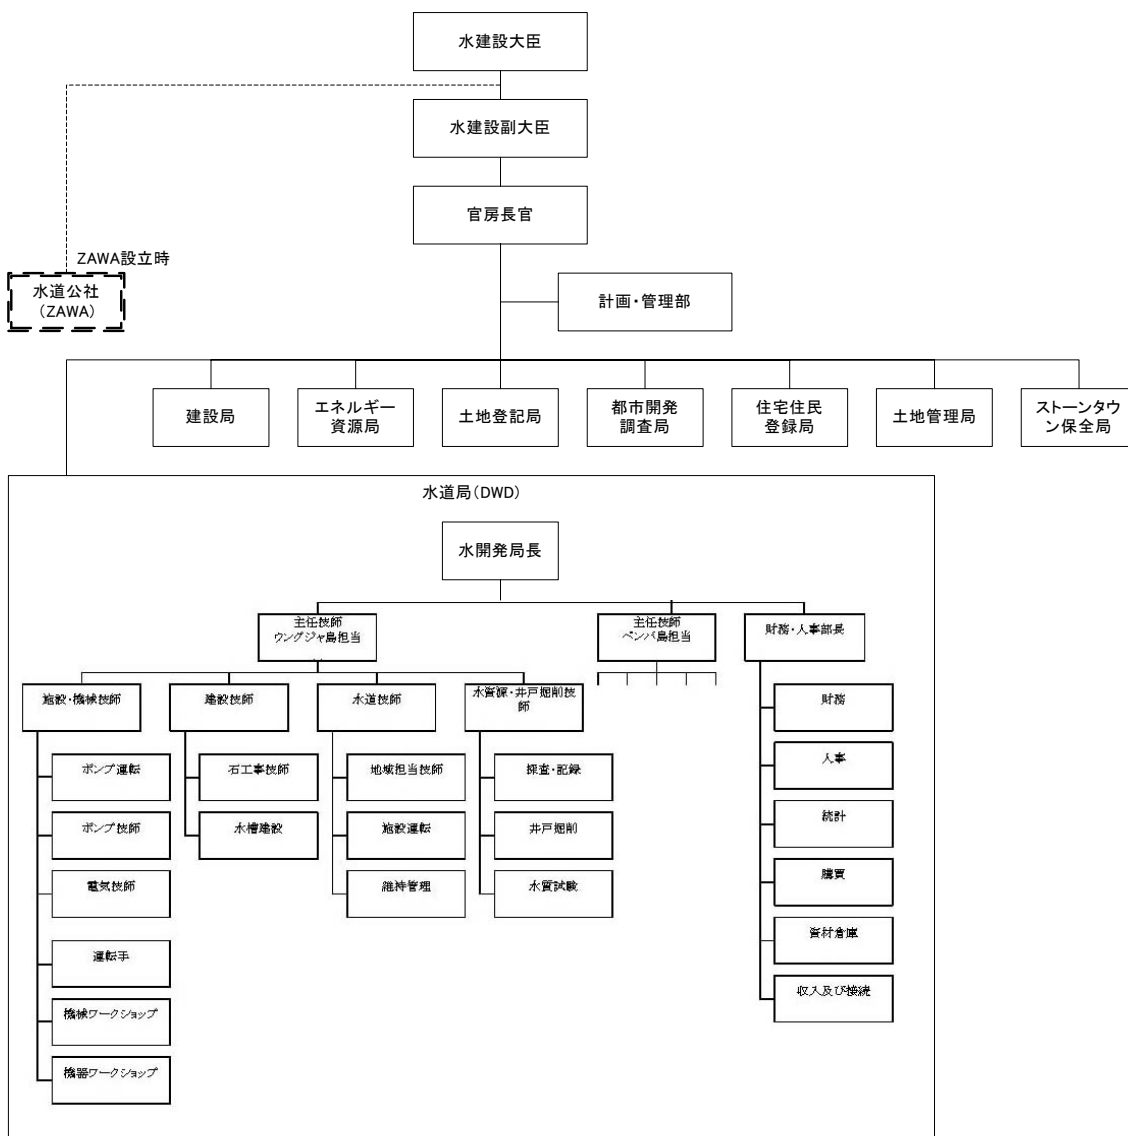 水建設大臣
水建設副大臣
官房長官
ZAWA設立時
水道公社
(ZAWA)
計画・管理部
建設局
エネルギー
資源局
土地登記局
都市開発
調査局
住宅住民
登録局
土地管理局
ストーンタウ
ン保全局
水道局(DWD)
水開発局長
主任技師
ウングジャ島担当
主任技師
ペンバ島担当
財務・人事部長
施設・機械技師
建設技師
水道技師
水資源・井戸掘削技
師
ポンプ運転
ポンプ技師
電気技師
運転手
機械ワークショップ
機器ワークショップ
石工事技師
水槽建設
地域担当技師
施設運転
維持管理
探査・記録
井戸掘削
水質試験
財務
人事
統計
購買
資材倉庫
収入及び接続